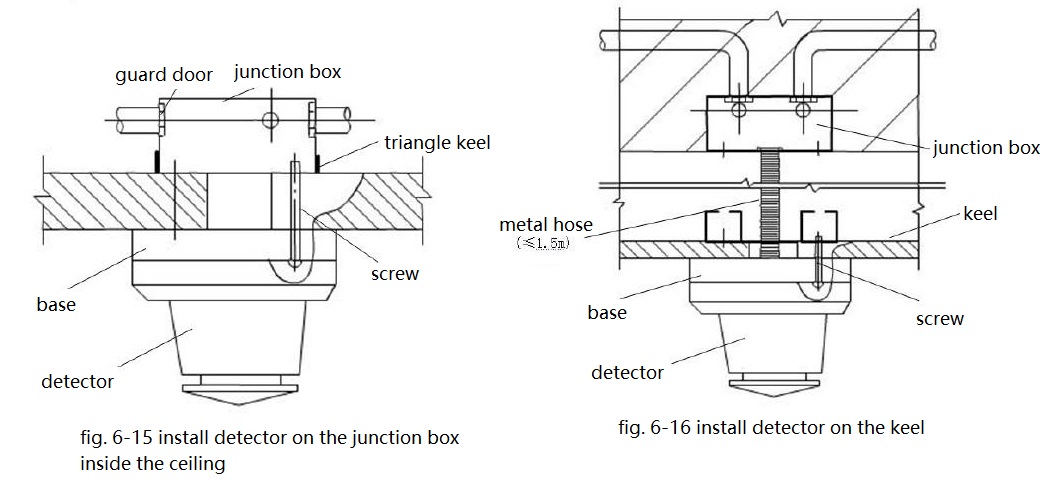 guard door
junction box
triangle keel
screw
base
detector
fig. 6-15 install detector on the junction box
inside the ceiling
junction box
metal hose
(≤1.5m)
keel
base
screw
detector
fig. 6-16 install detector on the keel